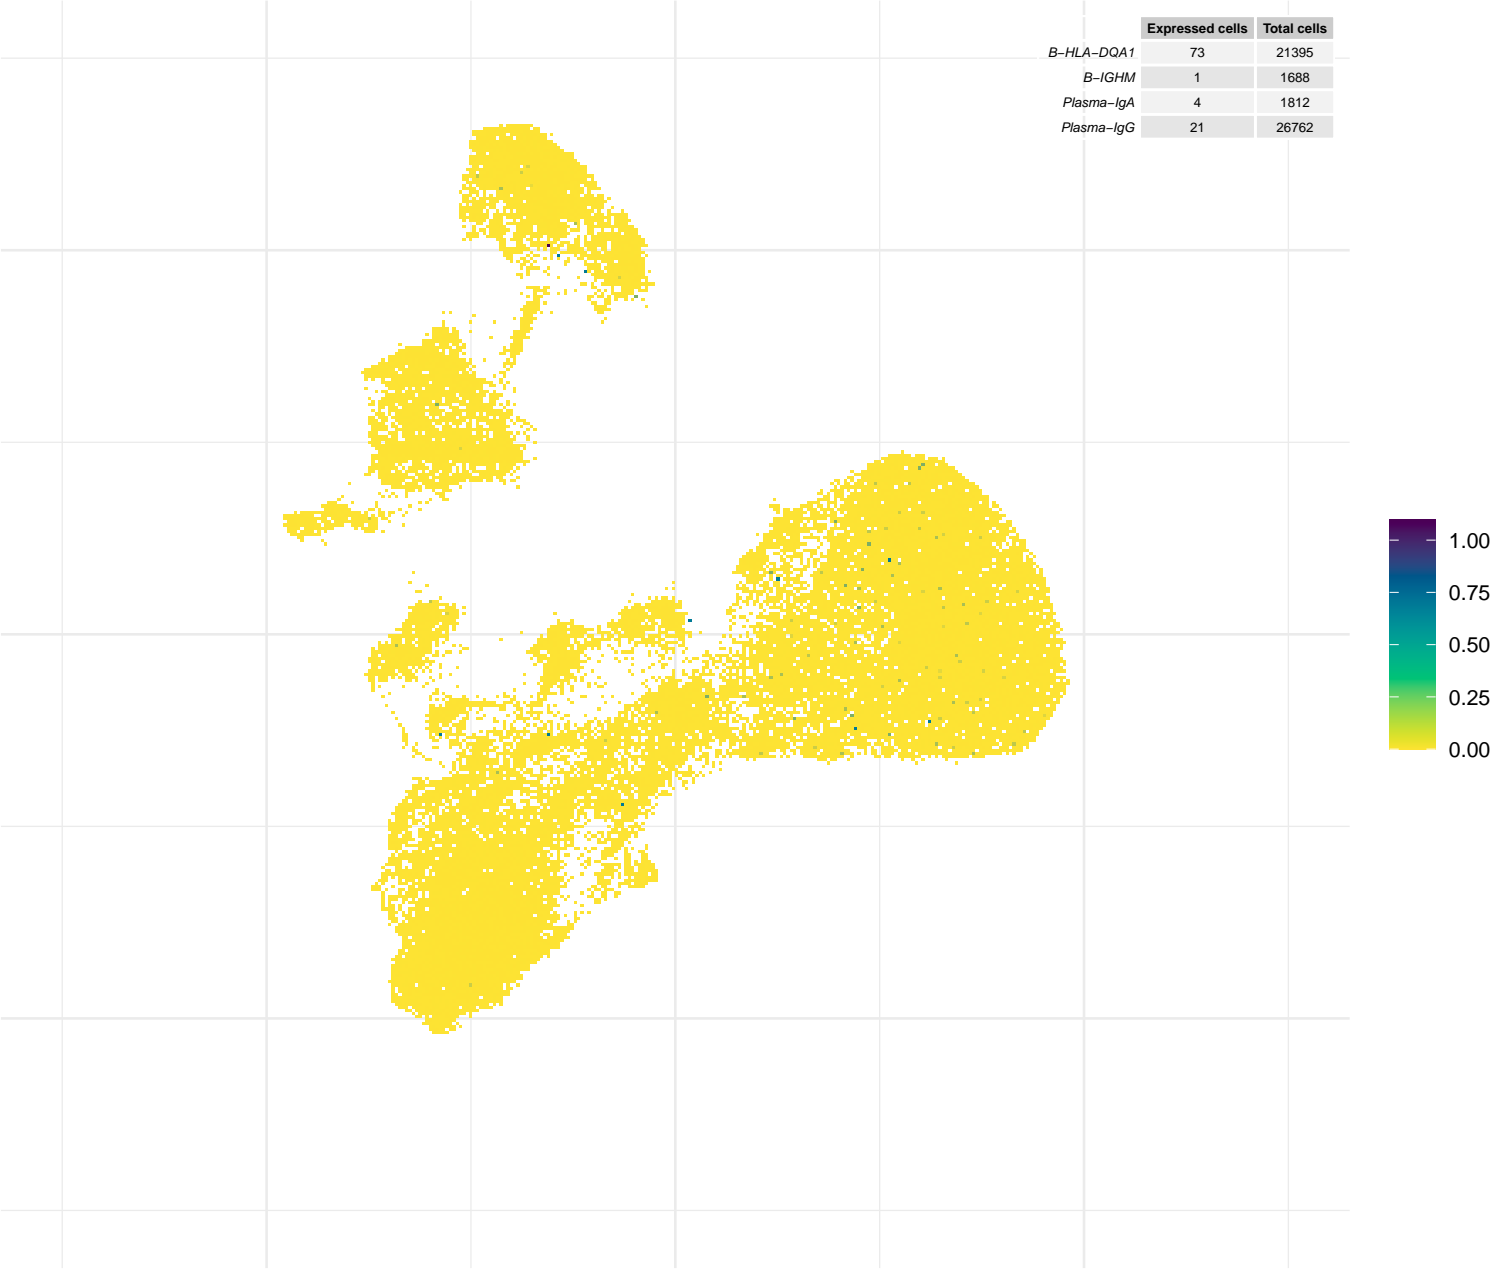 Expressed cells Total cells
B−HLA−DQA1 73 21395
B−IGHM 1 1688
Plasma−IgA 4 1812
Plasma−IgG 21 26762
1.00
0.75
0.50
0.25
0.00